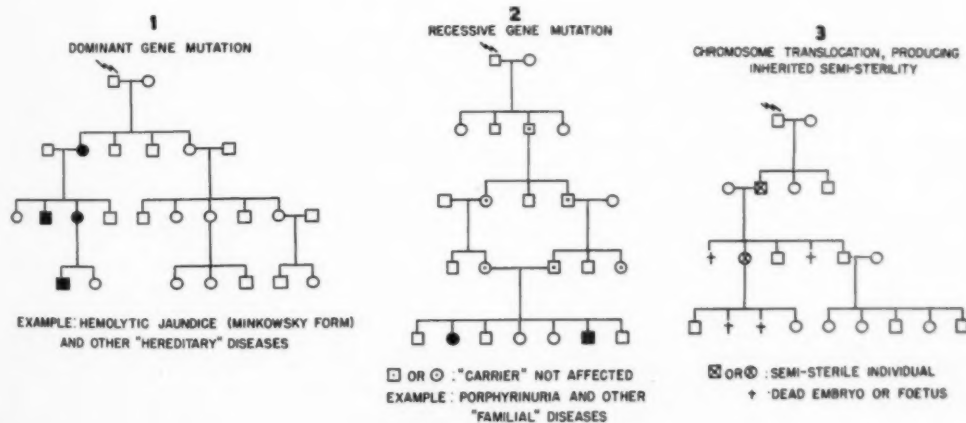 1
DOMINANT GENE MUTATION
EXAMPLE: HEMOLYTIC JAUNDICE (MINKOWSKY FORM)
AND OTHER "HEREDITARY" DISEASES
2
RECESSIVE GENE MUTATION
⊡ OR ⊙ : "CARRIER" NOT AFFECTED
EXAMPLE: PORPHYRINURIA AND OTHER
"FAMILIAL" DISEASES
3
CHROMOSOME TRANSLOCATION, PRODUCING
INHERITED SEMI-STERILITY
⊠ OR ⊗ : SEMI-STERILE INDIVIDUAL
† : DEAD EMBRYO OR FOETUS